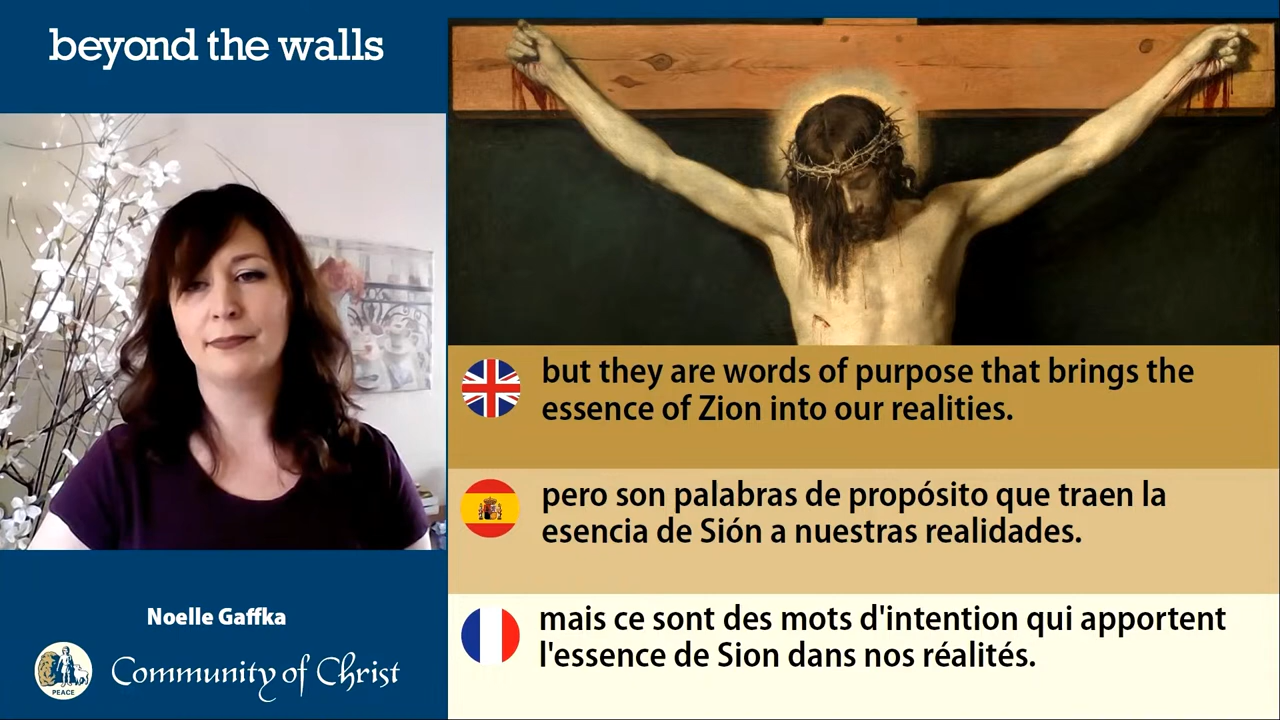 beyond the walls
but they are words of purpose that brings the
essence of Zion into our realities.
pero son palabras de propósito que traen la
esencia de Sión a nuestras realidades.
mais ce sont des mots d'intention qui apportent
l'essence de Sion dans nos réalités.
Noelle Gaffka
PEACE
Community of Christ